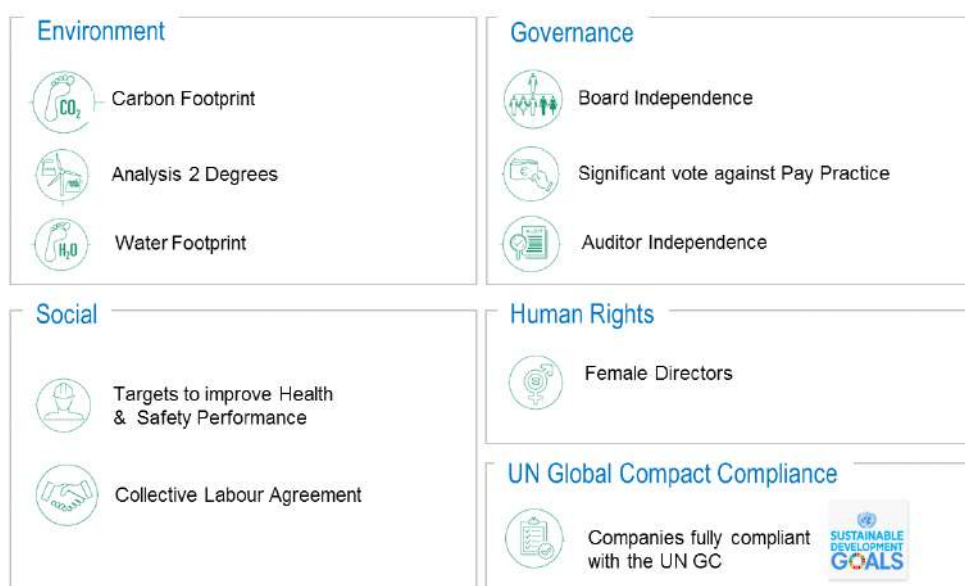 Environment
CO₂
Carbon Footprint
Analysis 2 Degrees
H₂O
Water Footprint
Governance
Board Independence
Significant vote against Pay Practice
Auditor Independence
Social
Targets to improve Health
& Safety Performance
Collective Labour Agreement
Human Rights
Female Directors
UN Global Compact Compliance
Companies fully compliant
with the UN GC
SUSTAINABLE
DEVELOPMENT
GOALS